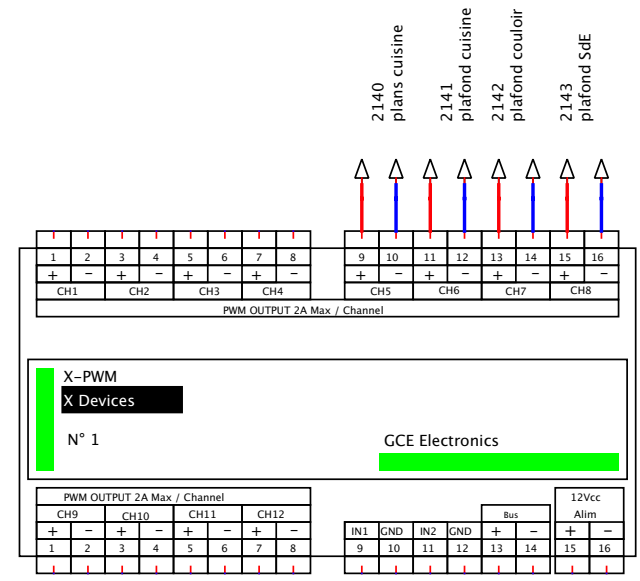 2140
plans cuisine
2141
plafond cuisine
2142
plafond couloir
2143
plafond SdE
1 2 3 4 5 6 7 8 9 10 11 12 13 14 15 16
+ − + − + − + − + − + − + − + −
CH1 CH2 CH3 CH4 CH5 CH6 CH7 CH8
PWM OUTPUT 2A Max / Channel
X−PWM
X Devices
N° 1
GCE Electronics
PWM OUTPUT 2A Max / Channel
12Vcc
CH9 CH10 CH11 CH12 Bus Alim
+ − + − + − + − IN1 GND IN2 GND + − + −
1 2 3 4 5 6 7 8 9 10 11 12 13 14 15 16